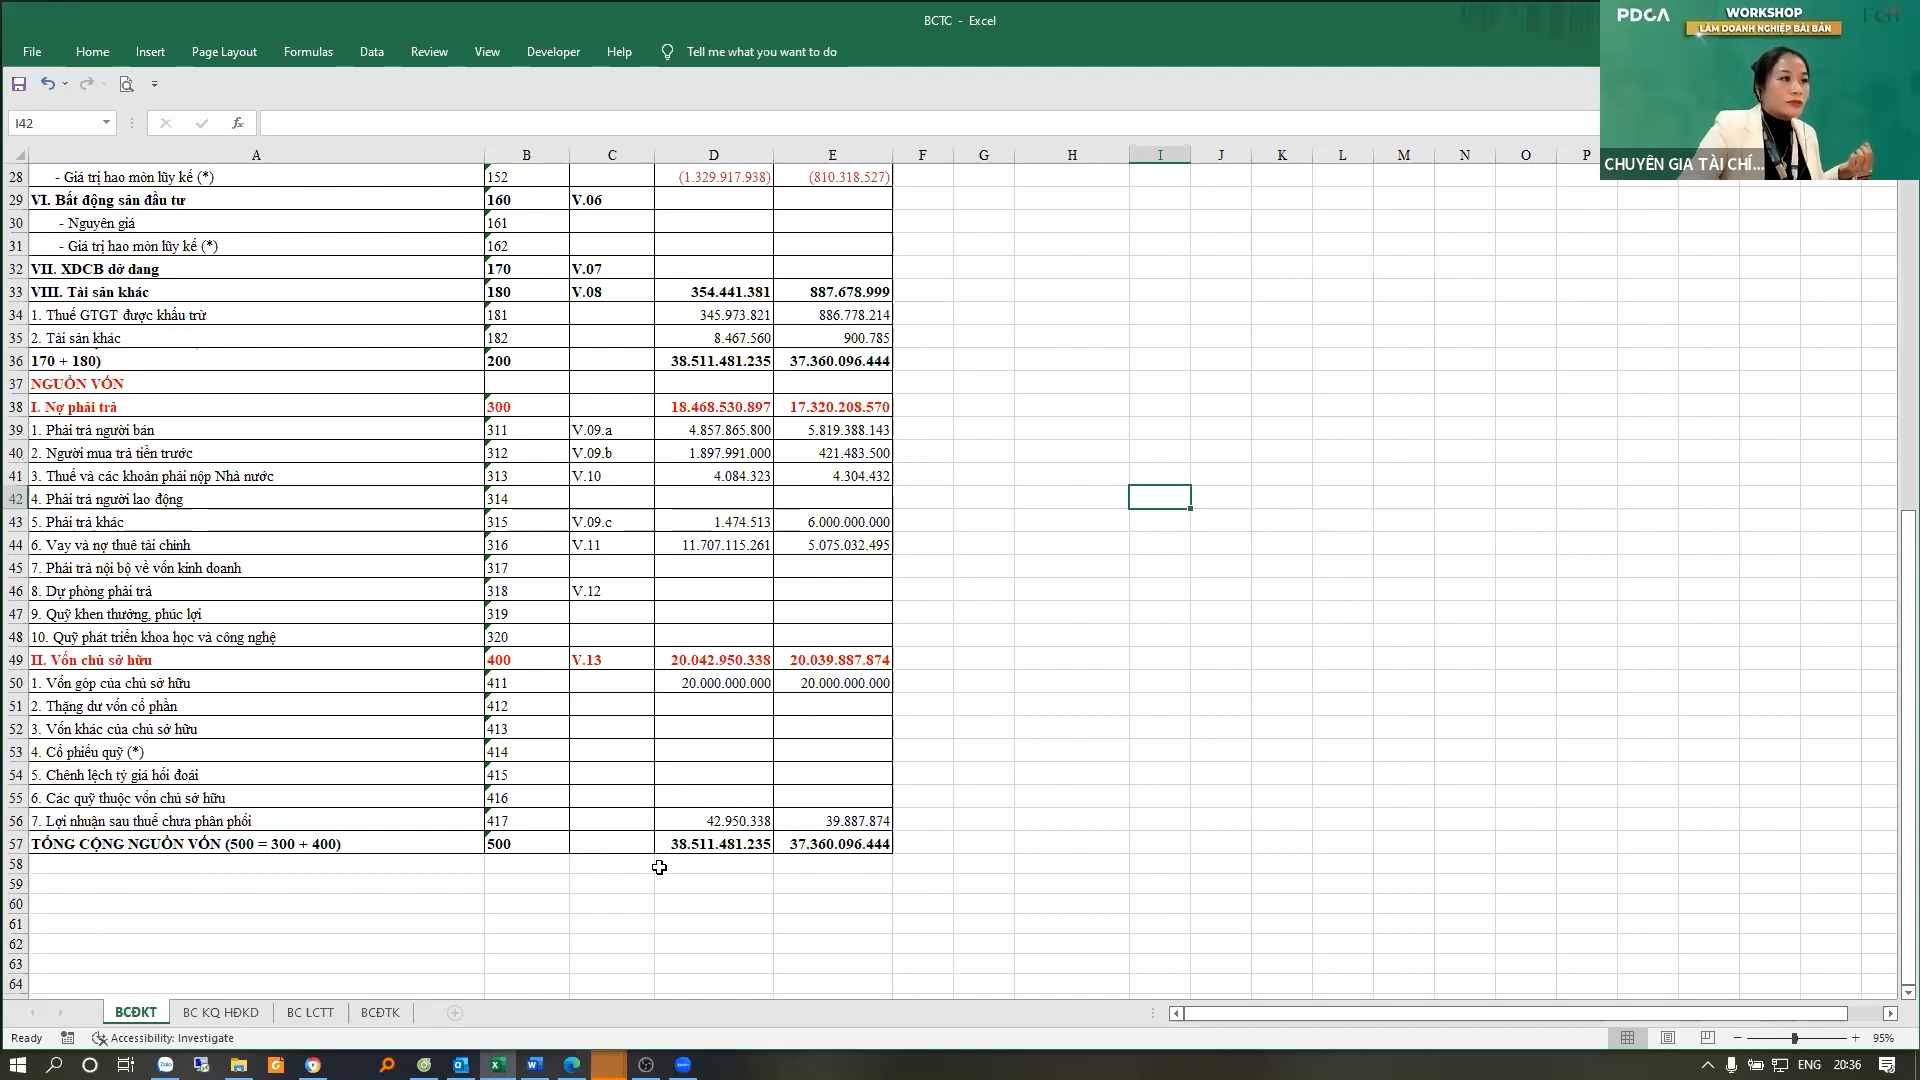 BCTC - Excel
PDCA
WORKSHOP
LÀM DOANH NGHIỆP BÀI BẢN
CHUYÊN GIA TÀI CHÍ...
File Home Insert Page Layout Formulas Data Review View Developer Help Tell me what you want to do
I42 fx
A B C D E F G H I J K L M N O P
28 - Giá trị hao mòn lũy kế (*) 152 (1.329.917.938) (810.318.527)
29 VI. Bất động sản đầu tư 160 V.06
30 - Nguyên giá 161
31 - Giá trị hao mòn lũy kế (*) 162
32 VII. XDCB dở dang 170 V.07
33 VIII. Tài sản khác 180 V.08 354.441.381 887.678.999
34 1. Thuế GTGT được khấu trừ 181 345.973.821 886.778.214
35 2. Tài sản khác 182 8.467.560 900.785
36 170 + 180) 200 38.511.481.235 37.360.096.444
37 NGUỒN VỐN
38 I. Nợ phải trả 300 18.468.530.897 17.320.208.570
39 1. Phải trả người bán 311 V.09.a 4.857.865.800 5.819.388.143
40 2. Người mua trả tiền trước 312 V.09.b 1.897.991.000 421.483.500
41 3. Thuế và các khoản phải nộp Nhà nước 313 V.10 4.084.323 4.304.432
42 4. Phải trả người lao động 314
43 5. Phải trả khác 315 V.09.c 1.474.513 6.000.000.000
44 6. Vay và nợ thuê tài chính 316 V.11 11.707.115.261 5.075.032.495
45 7. Phải trả nội bộ về vốn kinh doanh 317
46 8. Dự phòng phải trả 318 V.12
47 9. Quỹ khen thưởng, phúc lợi 319
48 10. Quỹ phát triển khoa học và công nghệ 320
49 II. Vốn chủ sở hữu 400 V.13 20.042.950.338 20.039.887.874
50 1. Vốn góp của chủ sở hữu 411 20.000.000.000 20.000.000.000
51 2. Thặng dư vốn cổ phần 412
52 3. Vốn khác của chủ sở hữu 413
53 4. Cổ phiếu quỹ (*) 414
54 5. Chênh lệch tỷ giá hối đoái 415
55 6. Các quỹ thuộc vốn chủ sở hữu 416
56 7. Lợi nhuận sau thuế chưa phân phối 417 42.950.338 39.887.874
57 TỔNG CỘNG NGUỒN VỐN (500 = 300 + 400) 500 38.511.481.235 37.360.096.444
58
59
60
61
62
63
64
BCĐKT BC KQ HĐKD BC LCTT BCĐTK
Ready Accessibility: Investigate 95%
ENG 20:36